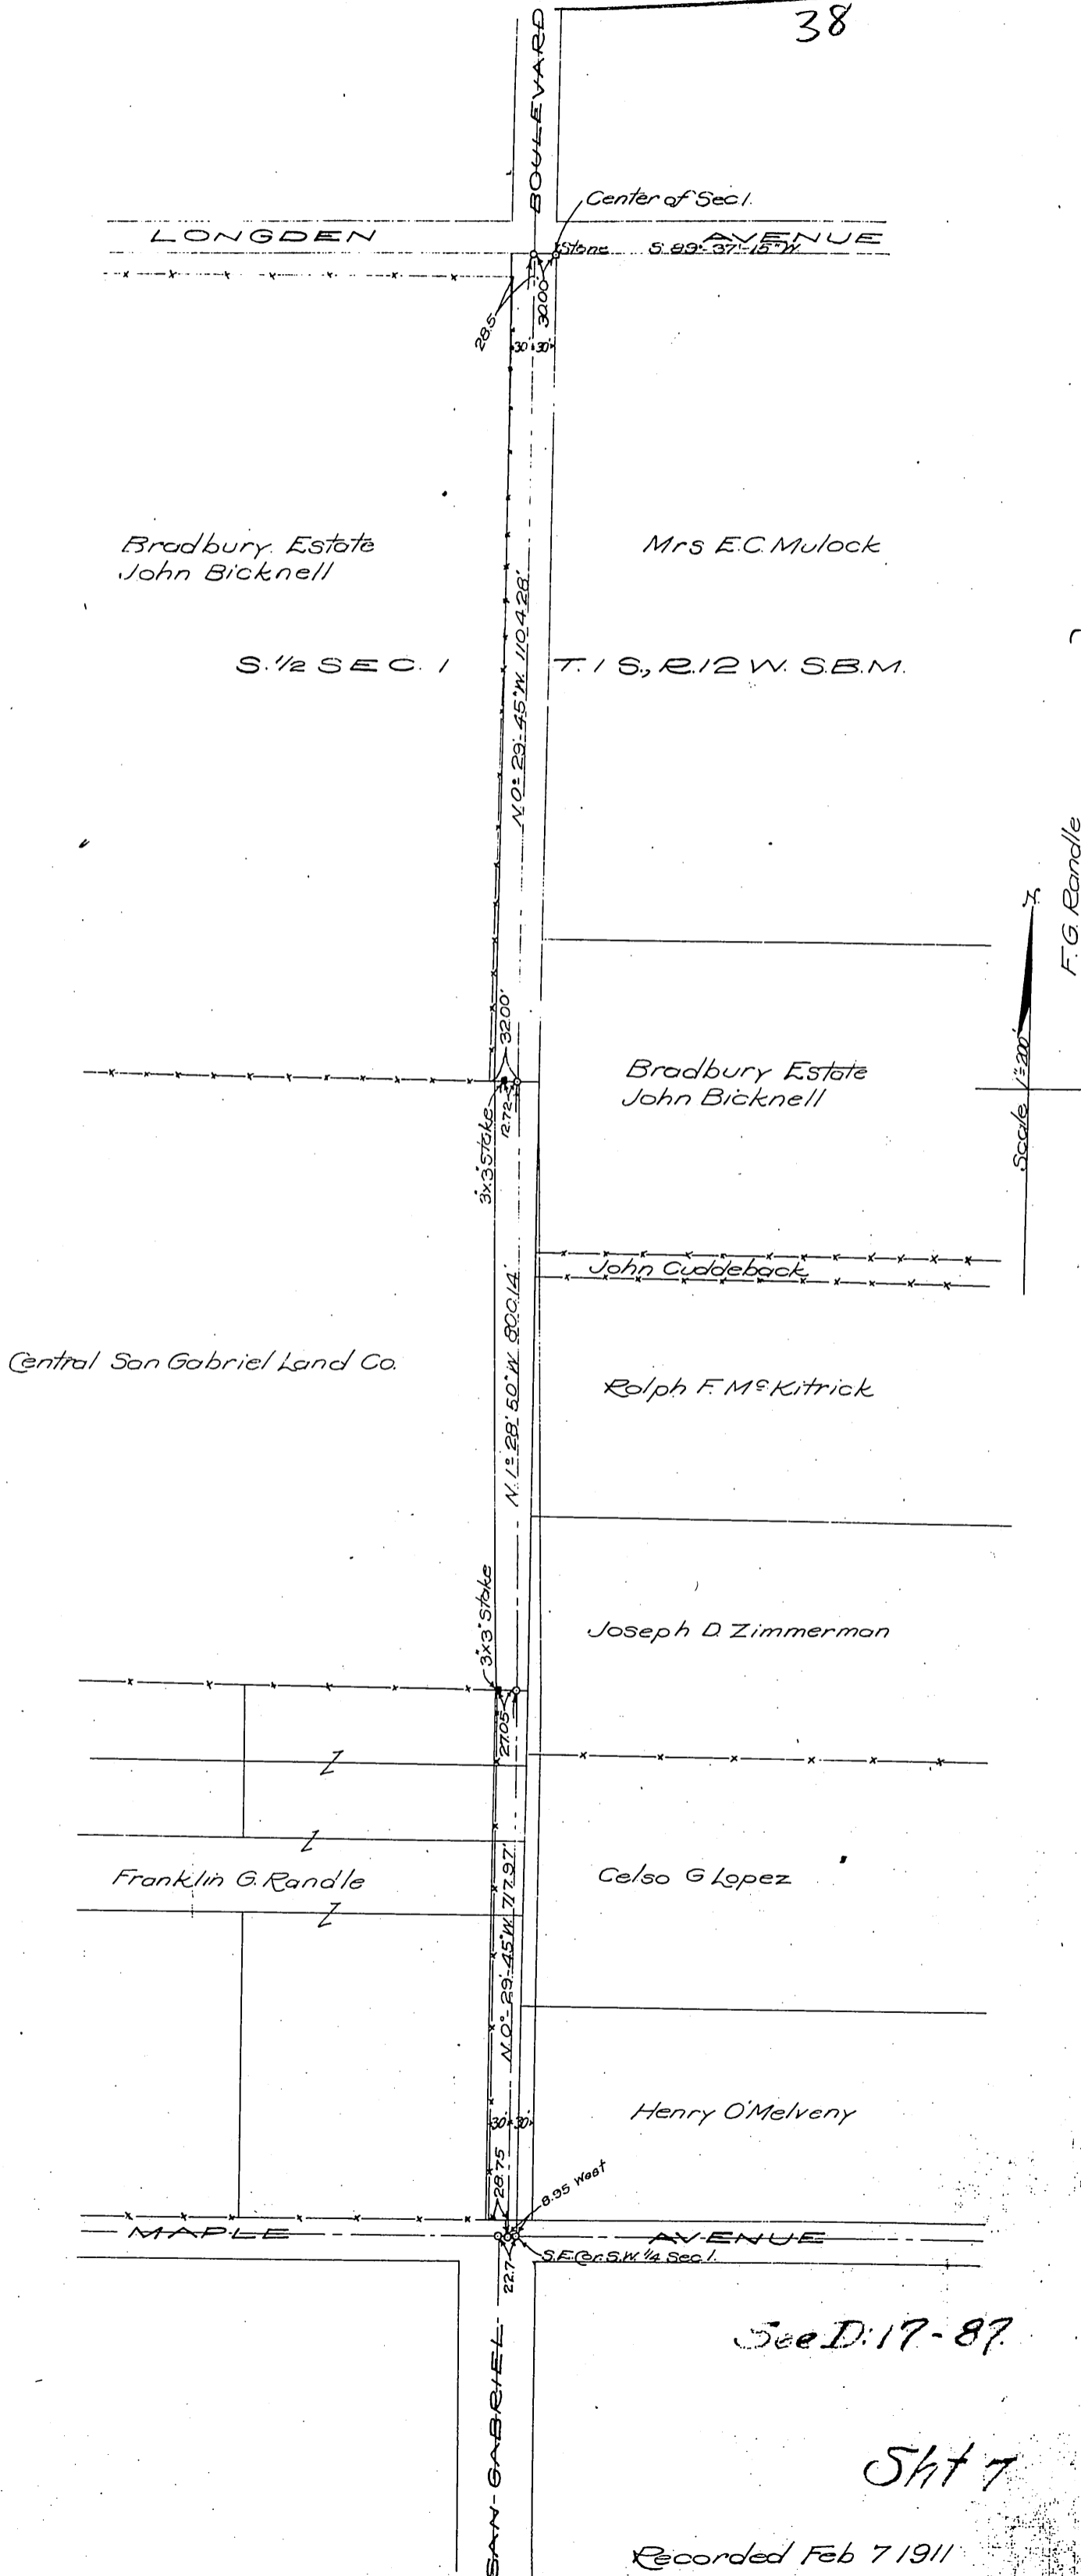 38
BOULEVARD
Center of Sec. 1.
LONGDEN
AVENUE
Stone
S. 89°-37'-15" W.
28.5
30.00'
30' 30'
Bradbury Estate
John Bicknell
Mrs E.C. Mulock
S. 1/2 SEC. 1
T. 1 S., R. 12 W. S.B.M.
N. 0°-29'-45" W. 1104.28'
F.G. Randle
32.00'
12.72
3"x3" Stake
Bradbury Estate
John Bicknell
Scale 1"=200'
John Cuddeback
N. 1°-28'-50" W. 800.14'
Central San Gabriel Land Co.
Ralph F. McKitrick
3"x3" Stake
Joseph D. Zimmerman
27.05
Franklin G. Randle
Celso G Lopez
N. 0°-29'-45" W. 717.97'
30' 30'
Henry O'Melveny
28.75
8.95 West
MAPLE
AVENUE
22.7
S.E. Cor. S.W. 1/4 Sec. 1.
SAN GABRIEL
See D: 17-87.
Sht 7
Recorded Feb 7 1911